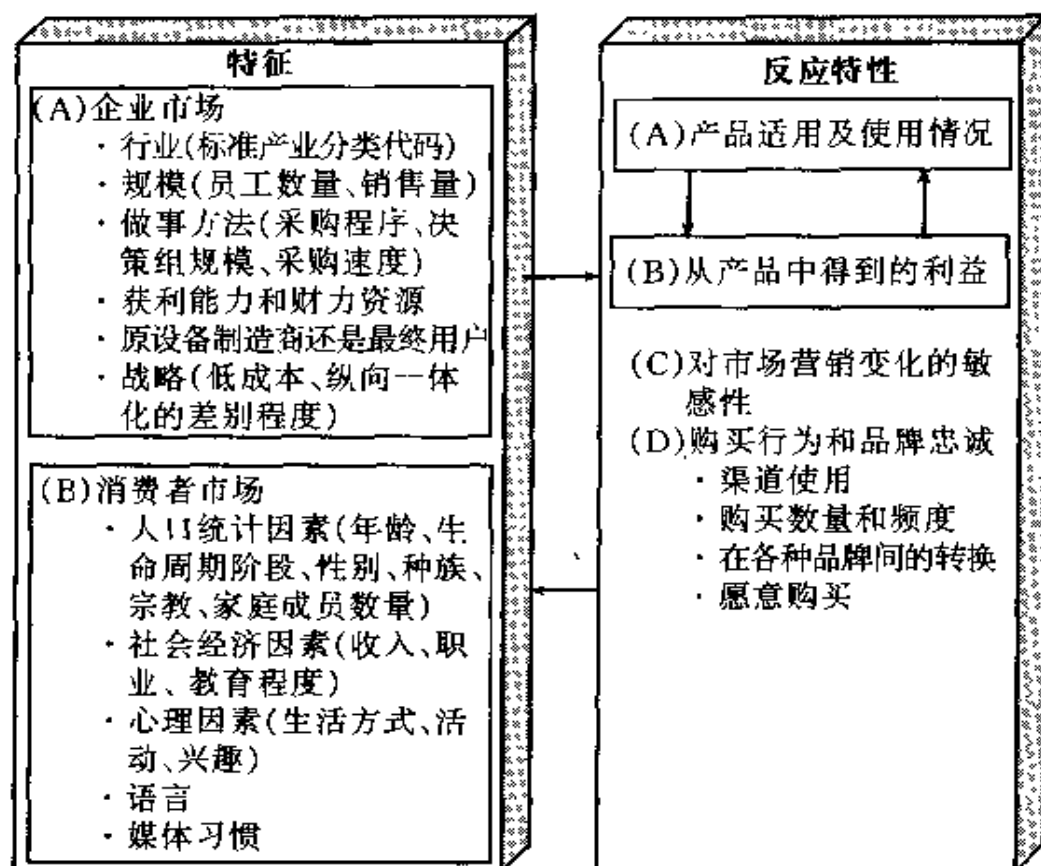 特征
(A)企业市场
·行业(标准产业分类代码)
·规模(员工数量、销售量)
·做事方法(采购程序、决
策组规模、采购速度)
·获利能力和财力资源
·原设备制造商还是最终用户
·战略(低成本、纵向一体
化的差别程度)
(B)消费者市场
·人口统计因素(年龄、生
命周期阶段、性别、种族、
宗教、家庭成员数量)
·社会经济因素(收入、职
业、教育程度)
·心理因素(生活方式、活
动、兴趣)
·语言
·媒体习惯
反应特性
(A)产品适用及使用情况
(B)从产品中得到的利益
(C)对市场营销变化的敏
感性
(D)购买行为和品牌忠诚
·渠道使用
·购买数量和频度
·在各种品牌间的转换
·愿意购买